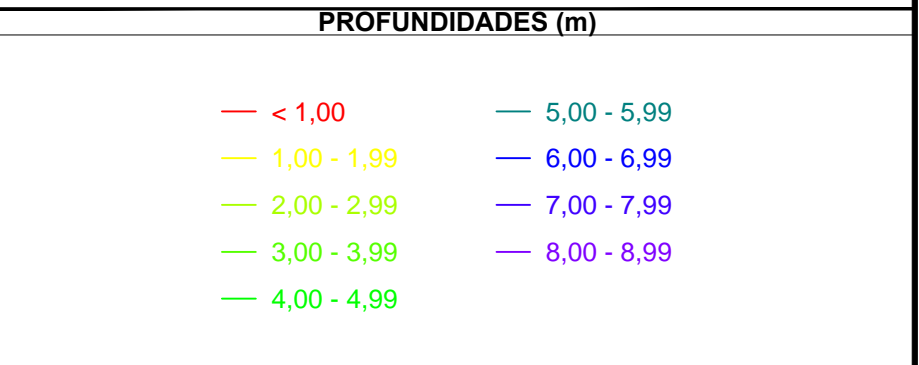 PROFUNDIDADES (m)
< 1,00
1,00 - 1,99
2,00 - 2,99
3,00 - 3,99
4,00 - 4,99
5,00 - 5,99
6,00 - 6,99
7,00 - 7,99
8,00 - 8,99